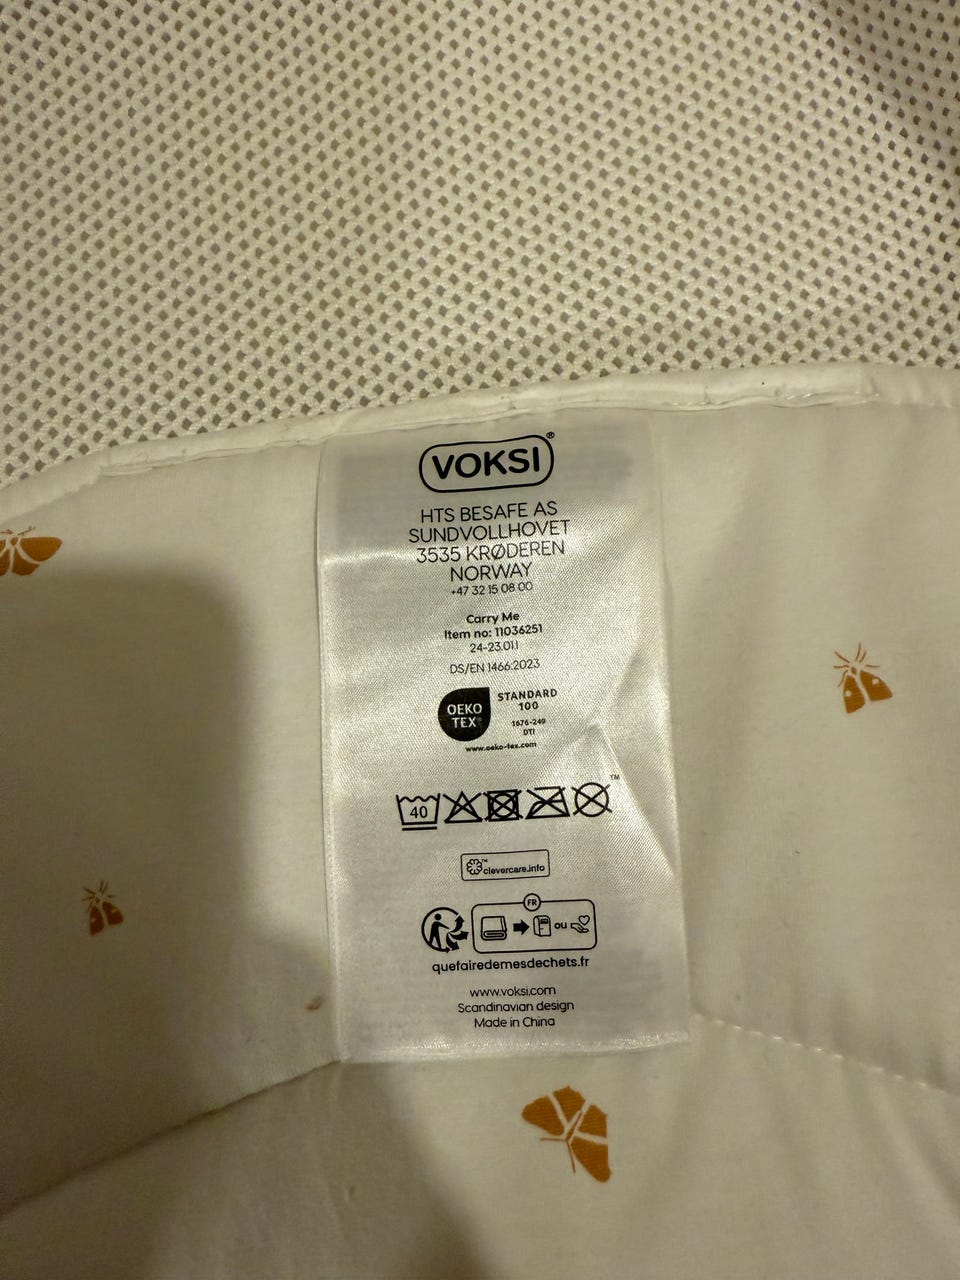 VOKSI®
HTS BESAFE AS
SUNDVOLLHOVET
3535 KRØDEREN
NORWAY
+47 32 15 08 00
Carry Me
Item no: 11036251
24-23.01.1
DS/EN 1466:2023
OEKO
TEX®
STANDARD
100
1676-249
DTI
www.oeko-tex.com
40
™
™ clevercare.info
FR
ou
quefairedemesdechets.fr
www.voksi.com
Scandinavian design
Made in China